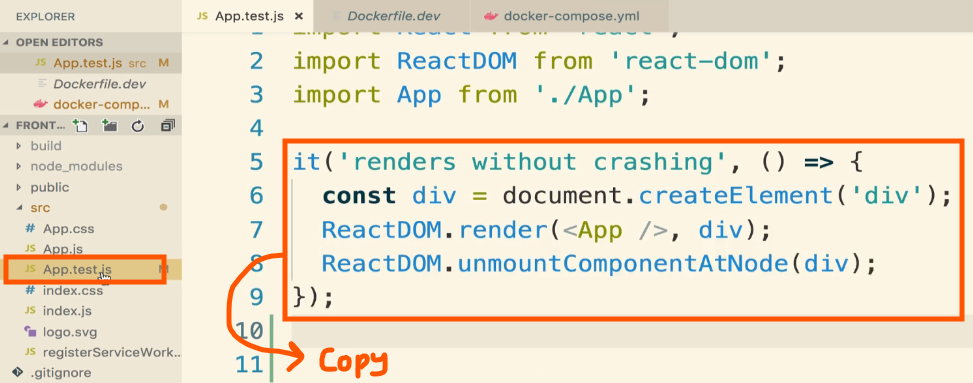 EXPLORER
OPEN EDITORS
JS App.test.js src M
Dockerfile.dev
docker-comp... M
FRONT...
build
node_modules
public
src
# App.css
JS App.js
JS App.test.js M
# index.css
JS index.js
logo.svg
JS registerServiceWork...
.gitignore
JS App.test.js ×
Dockerfile.dev
docker-compose.yml
1 import React from 'react';
2 import ReactDOM from 'react-dom';
3 import App from './App';
4
5 it('renders without crashing', () => {
6 const div = document.createElement('div');
7 ReactDOM.render(<App />, div);
8 ReactDOM.unmountComponentAtNode(div);
9 });
10
11
Copy